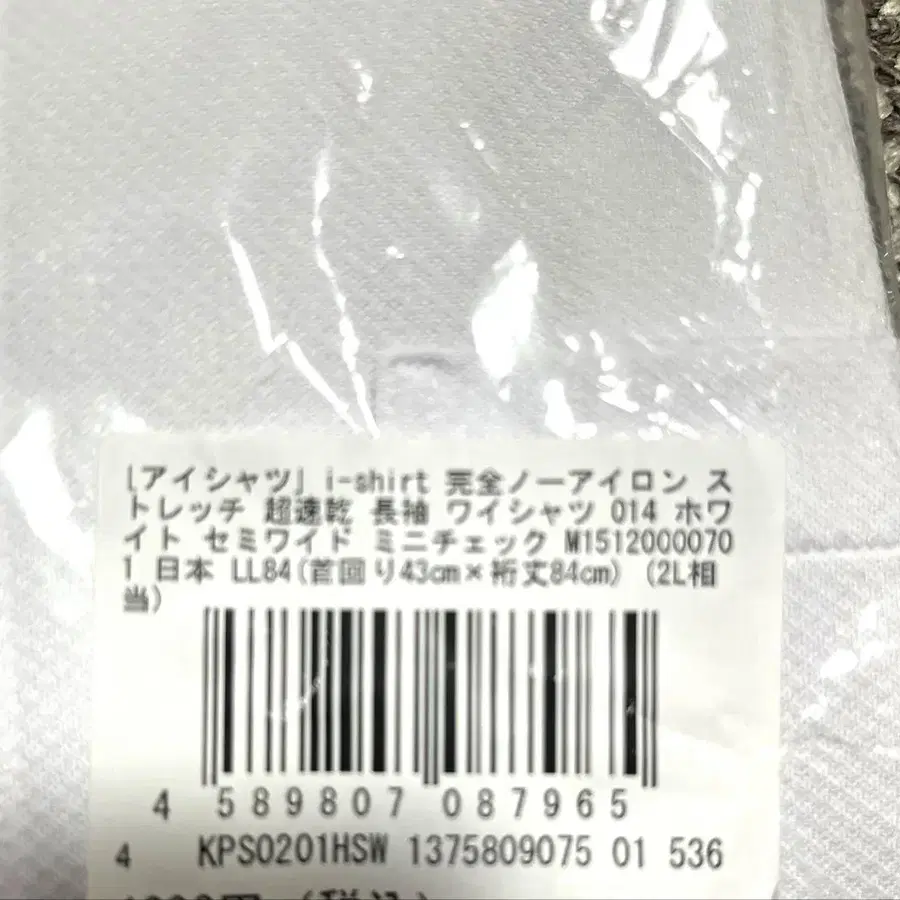 [アイシャツ] i-shirt 完全ノーアイロン ス
トレッチ 超速乾 長袖 ワイシャツ 014 ホワ
イト セミワイド ミニチェック M1512000070
1 日本 LL84(首回り43cm×裄丈84cm) (2L相
当)
4 589807 087965
4 KPS0201HSW 1375809075 01 536
(税込)